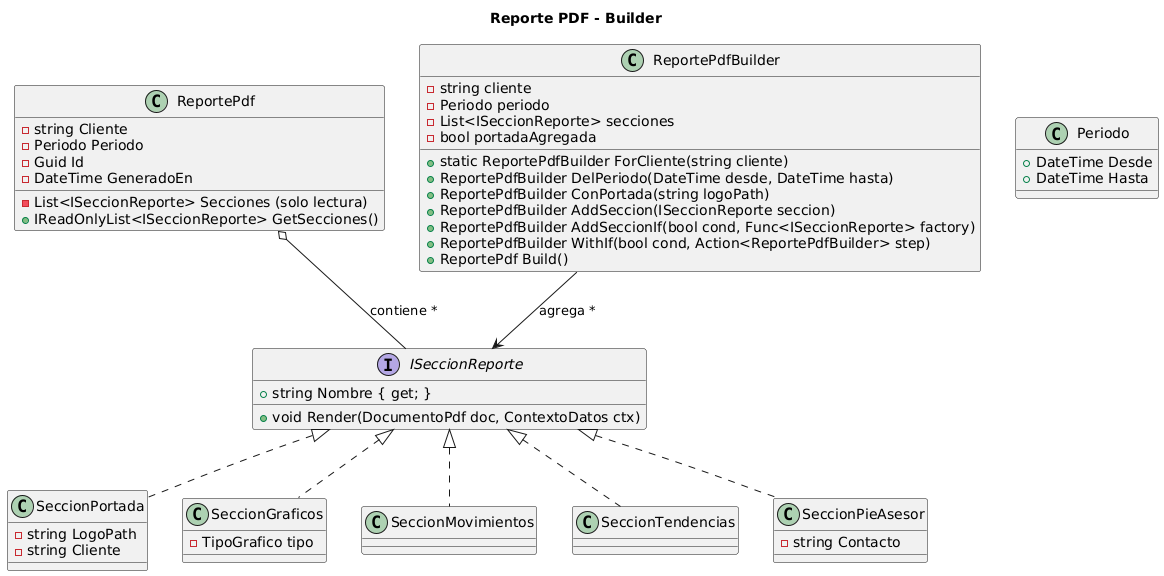 Reporte PDF - Builder
C ReportePdf
string Cliente
Periodo Periodo
Guid Id
DateTime GeneradoEn
List<ISeccionReporte> Secciones (solo lectura)
IReadOnlyList<ISeccionReporte> GetSecciones()
C ReportePdfBuilder
string cliente
Periodo periodo
List<ISeccionReporte> secciones
bool portadaAgregada
static ReportePdfBuilder ForCliente(string cliente)
ReportePdfBuilder DelPeriodo(DateTime desde, DateTime hasta)
ReportePdfBuilder ConPortada(string logoPath)
ReportePdfBuilder AddSeccion(ISeccionReporte seccion)
ReportePdfBuilder AddSeccionIf(bool cond, Func<ISeccionReporte> factory)
ReportePdfBuilder WithIf(bool cond, Action<ReportePdfBuilder> step)
ReportePdf Build()
C Periodo
DateTime Desde
DateTime Hasta
contiene *
agrega *
I ISeccionReporte
string Nombre { get; }
void Render(DocumentoPdf doc, ContextoDatos ctx)
C SeccionPortada
string LogoPath
string Cliente
C SeccionGraficos
TipoGrafico tipo
C SeccionMovimientos
C SeccionTendencias
C SeccionPieAsesor
string Contacto